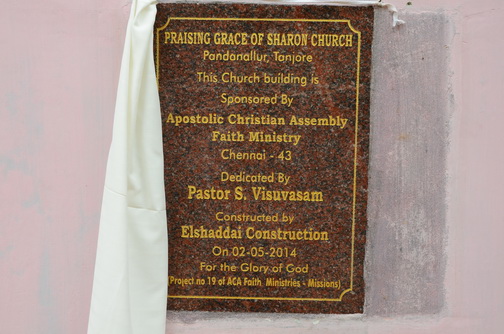 PRAISING GRACE OF SHARON CHURCH
Pandanallur, Tanjore
This Church building is
Sponsored By
Apostolic Christian Assembly
Faith Ministry
Chennai - 43
Dedicated By
Pastor S. Visuvasam
Constructed by
Elshaddai Construction
On 02-05-2014
For the Glory of God
(Project no 19 of ACA Faith Ministries - Missions)